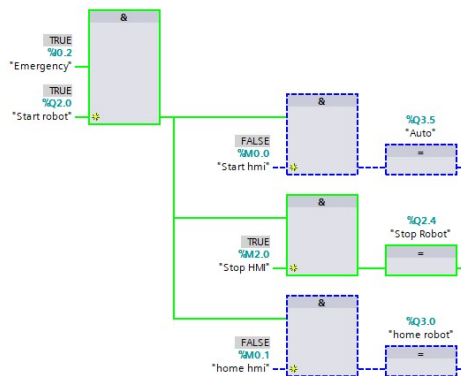 &
TRUE
%I0.2
"Emergency"
TRUE
%Q2.0
"Start robot"
&
FALSE
%M0.0
"Start hmi"
%Q3.5
"Auto"
=
&
TRUE
%M2.0
"Stop HMI"
%Q2.4
"Stop Robot"
=
&
FALSE
%M0.1
"home hmi"
%Q3.0
"home robot"
=